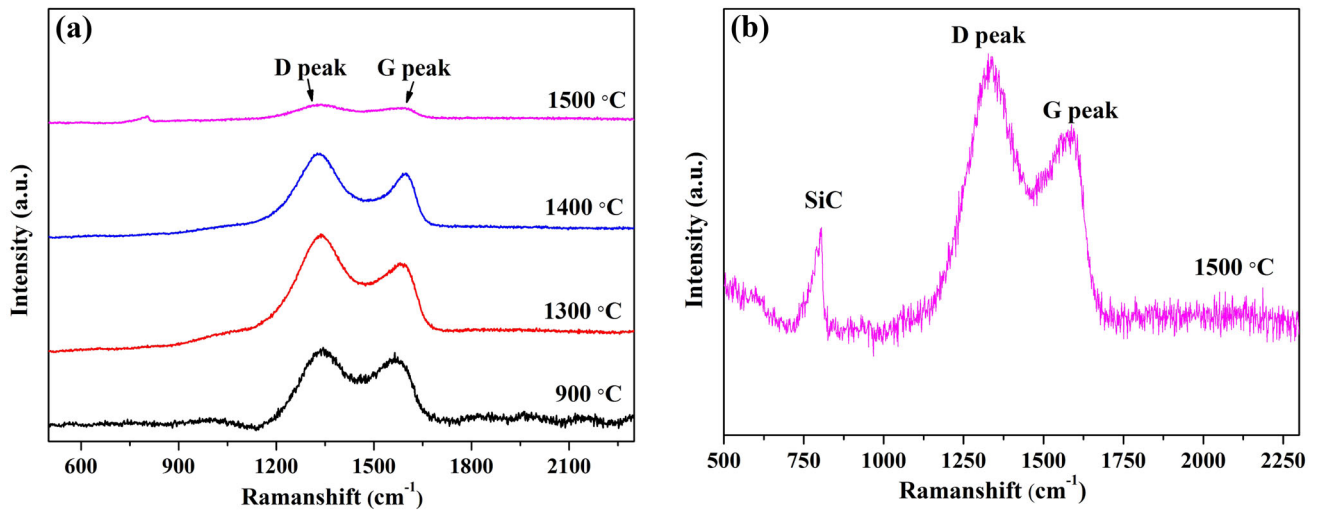 (a)
D peak
G peak
1500 °C
1400 °C
1300 °C
900 °C
Intensity (a.u.)
600 900 1200 1500 1800 2100
Ramanshift (cm⁻¹)
(b)
D peak
G peak
SiC
1500 °C
Intensity (a.u.)
500 750 1000 1250 1500 1750 2000 2250
Ramanshift (cm⁻¹)